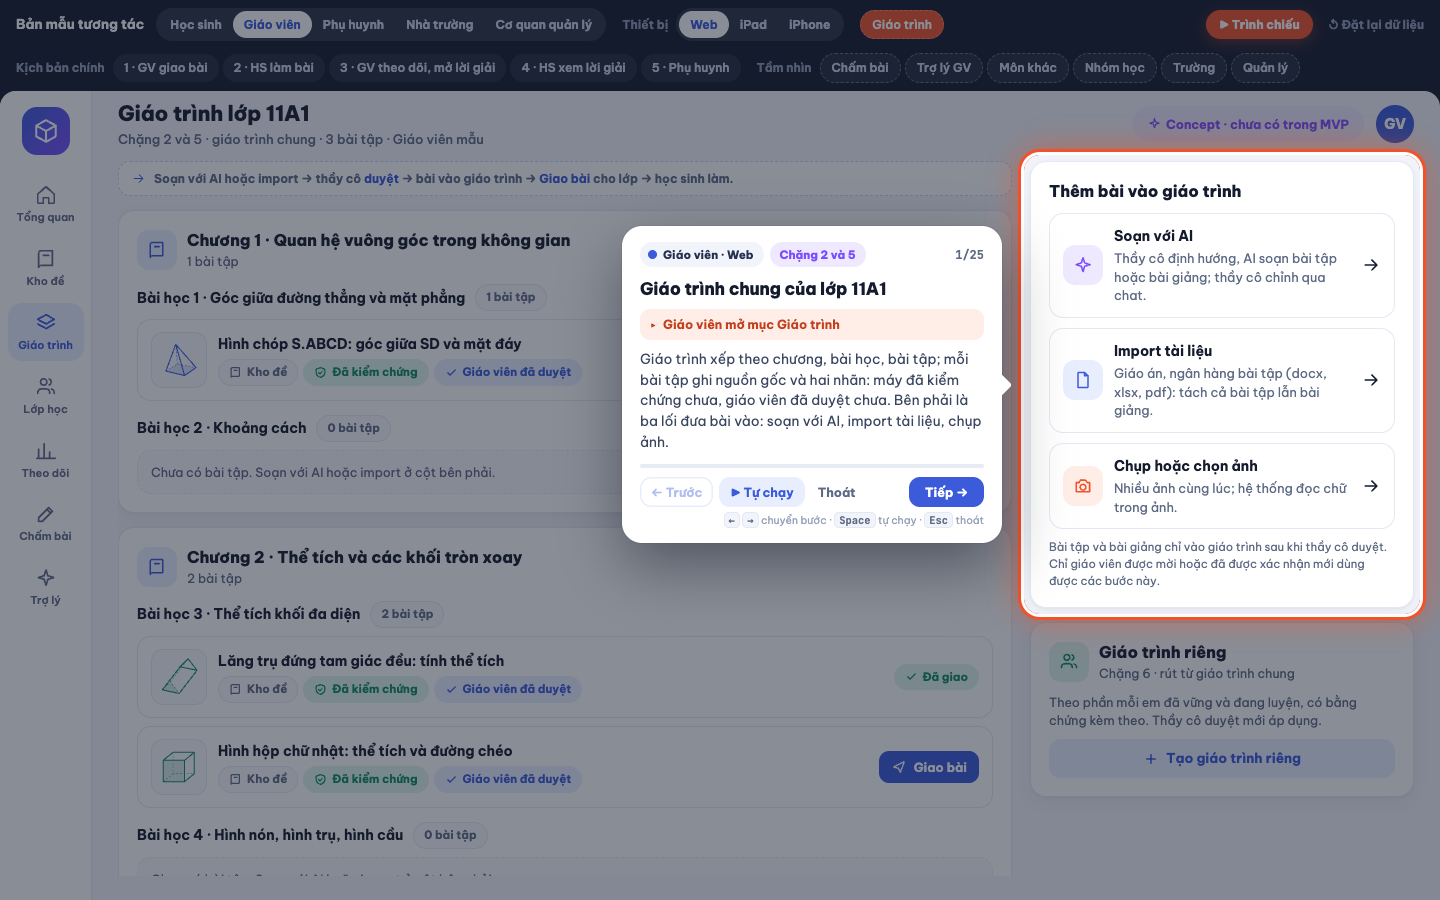 Bản mẫu tương tác
Học sinh
Giáo viên
Phụ huynh
Nhà trường
Cơ quan quản lý
Thiết bị
Web
iPad
iPhone
Giáo trình
Trình chiếu
Đặt lại dữ liệu
Kịch bản chính
1 · GV giao bài
2 · HS làm bài
3 · GV theo dõi, mở lời giải
4 · HS xem lời giải
5 · Phụ huynh
Tầm nhìn
Chấm bài
Trợ lý GV
Môn khác
Nhóm học
Trường
Quản lý
Tổng quan
Kho đề
Giáo trình
Lớp học
Theo dõi
Chấm bài
Trợ lý
Giáo trình lớp 11A1
Chặng 2 và 5 · giáo trình chung · 3 bài tập · Giáo viên mẫu
Concept · chưa có trong MVP
GV
→ Soạn với AI hoặc import → thầy cô duyệt → bài vào giáo trình → Giao bài cho lớp → học sinh làm.
Chương 1 · Quan hệ vuông góc trong không gian
1 bài tập
Bài học 1 · Góc giữa đường thẳng và mặt phẳng
1 bài tập
Hình chóp S.ABCD: góc giữa SD và mặt đáy
Kho đề
Đã kiểm chứng
Giáo viên đã duyệt
Bài học 2 · Khoảng cách
0 bài tập
Chưa có bài tập. Soạn với AI hoặc import ở cột bên phải.
Chương 2 · Thể tích và các khối tròn xoay
2 bài tập
Bài học 3 · Thể tích khối đa diện
2 bài tập
Lăng trụ đứng tam giác đều: tính thể tích
Kho đề
Đã kiểm chứng
Giáo viên đã duyệt
Đã giao
Hình hộp chữ nhật: thể tích và đường chéo
Kho đề
Đã kiểm chứng
Giáo viên đã duyệt
Giao bài
Bài học 4 · Hình nón, hình trụ, hình cầu
0 bài tập
Giáo viên · Web
Chặng 2 và 5
1/25
Giáo trình chung của lớp 11A1
Giáo viên mở mục Giáo trình
Giáo trình xếp theo chương, bài học, bài tập; mỗi
bài tập ghi nguồn gốc và hai nhãn: máy đã kiểm
chứng chưa, giáo viên đã duyệt chưa. Bên phải là
ba lối đưa bài vào: soạn với AI, import tài liệu, chụp
ảnh.
← Trước
Tự chạy
Thoát
Tiếp →
← → chuyển bước · Space tự chạy · Esc thoát
Thêm bài vào giáo trình
Soạn với AI
Thầy cô định hướng, AI soạn bài tập
hoặc bài giảng; thầy cô chỉnh qua
chat.
→
Import tài liệu
Giáo án, ngân hàng bài tập (docx,
xlsx, pdf): tách cả bài tập lẫn bài
giảng.
→
Chụp hoặc chọn ảnh
Nhiều ảnh cùng lúc; hệ thống đọc chữ
trong ảnh.
→
Bài tập và bài giảng chỉ vào giáo trình sau khi thầy cô duyệt.
Chỉ giáo viên được mời hoặc đã được xác nhận mới dùng
được các bước này.
Giáo trình riêng
Chặng 6 · rút từ giáo trình chung
Theo phần mỗi em đã vững và đang luyện, có bằng
chứng kèm theo. Thầy cô duyệt mới áp dụng.
+ Tạo giáo trình riêng